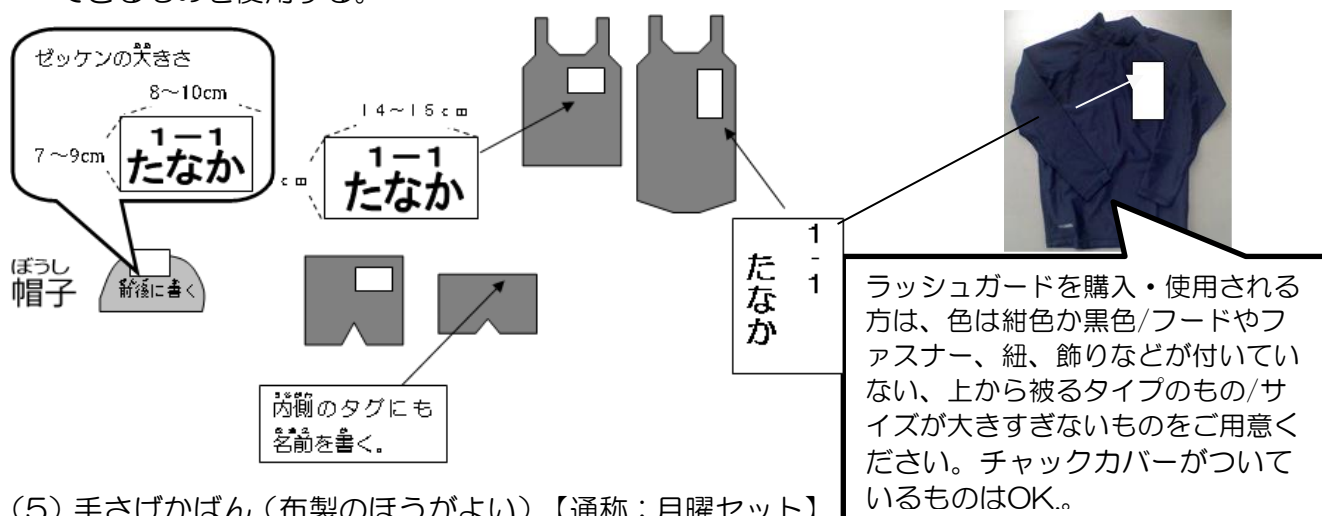 できるものを使用する。
ゼッケンの大きさ
8～10cm
7～9cm
1－1
たなか
14～15cm
cm
1－1
たなか
ぼうし
帽子
前後に書く
1-1
たなか
内側のタグにも
名前を書く。
ラッシュガードを購入・使用される
方は、色は紺色か黒色/フードやフ
ァスナー、紐、飾りなどが付いてい
ない、上から被るタイプのもの/サ
イズが大きすぎないものをご用意く
ださい。チャックカバーがついて
いるものはOK.。
(5) 手さげかばん（布製のほうがよい）【通称：月曜セット】